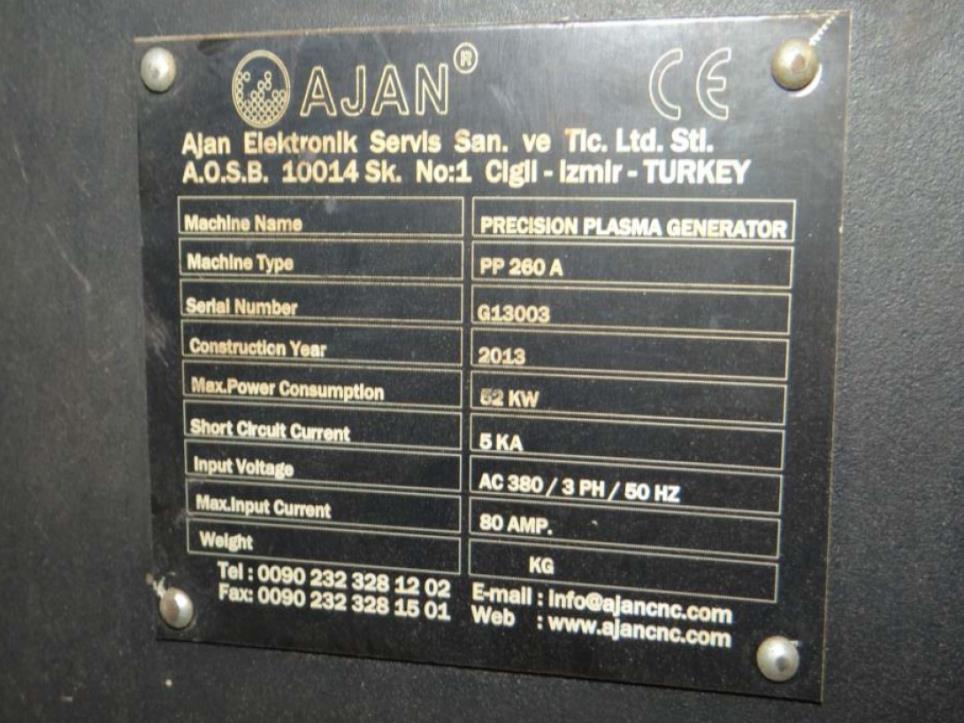 AJAN® CE
Ajan Elektronik Servis San. ve Tic. Ltd. Sti.
A.O.S.B. 10014 Sk. No:1 Cigli - Izmir - TURKEY
Machine Name PRECISION PLASMA GENERATOR
Machine Type PP 260 A
Serial Number G13003
Construction Year 2013
Max.Power Consumption 52 KW
Short Circuit Current 5 KA
Input Voltage AC 380 / 3 PH / 50 HZ
Max.Input Current 80 AMP.
Weight KG
Tel : 0090 232 328 12 02 E-mail : info@ajancnc.com
Fax: 0090 232 328 15 01 Web : www.ajancnc.com